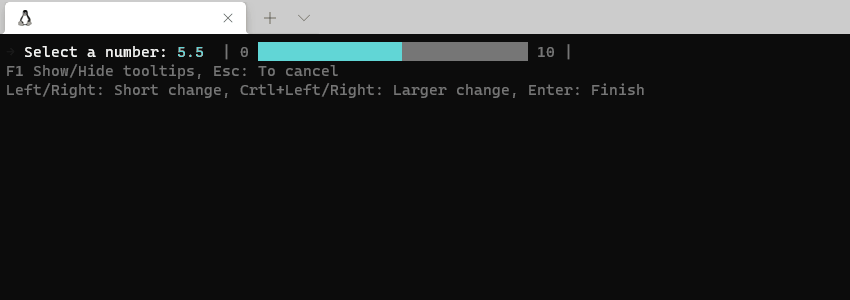 → Select a number: 5.5 | 0 10 |
F1 Show/Hide tooltips, Esc: To cancel
Left/Right: Short change, Crtl+Left/Right: Larger change, Enter: Finish